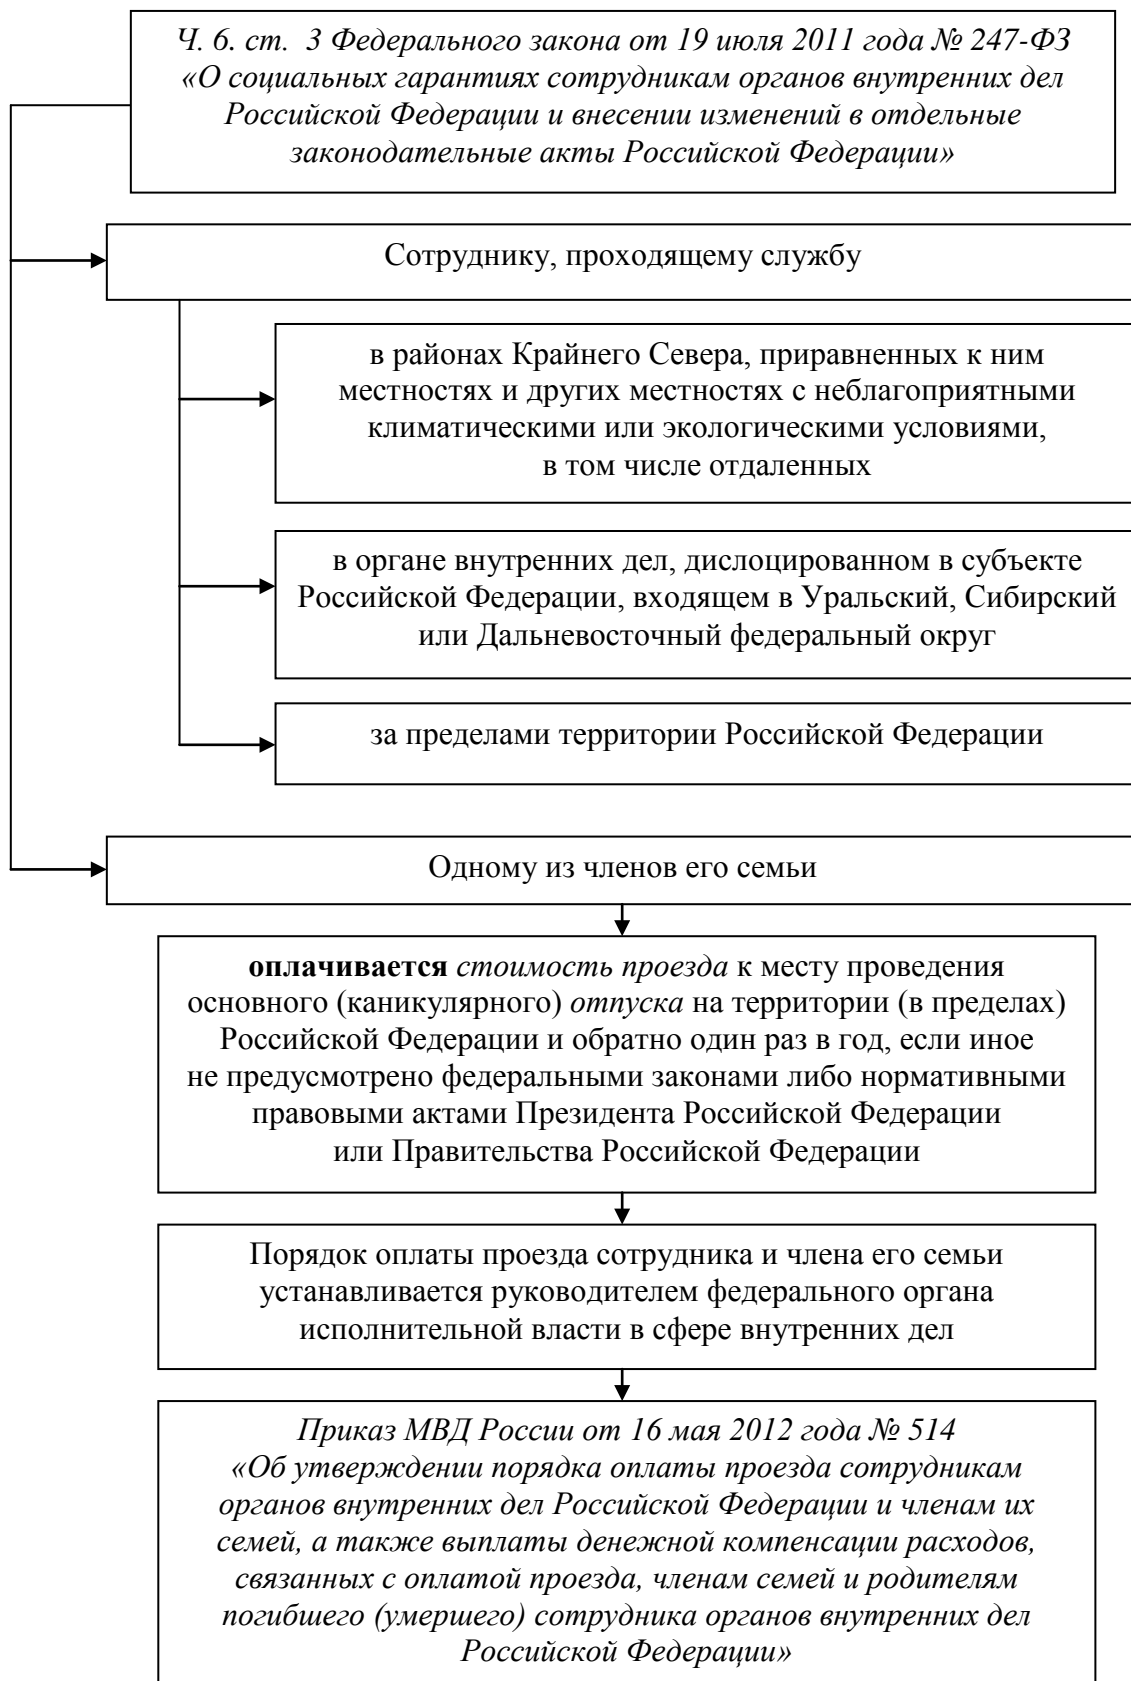 Ч. 6. ст.  3 Федерального закона от 19 июля 2011 года № 247-ФЗ
«О социальных гарантиях сотрудникам органов внутренних дел
Российской Федерации и внесении изменений в отдельные
законодательные акты Российской Федерации»
Сотруднику, проходящему службу
в районах Крайнего Севера, приравненных к ним
местностях и других местностях с неблагоприятными
климатическими или экологическими условиями,
в том числе отдаленных
в органе внутренних дел, дислоцированном в субъекте
Российской Федерации, входящем в Уральский, Сибирский
или Дальневосточный федеральный округ
за пределами территории Российской Федерации
Одному из членов его семьи
оплачивается стоимость проезда к месту проведения
основного (каникулярного) отпуска на территории (в пределах)
Российской Федерации и обратно один раз в год, если иное
не предусмотрено федеральными законами либо нормативными
правовыми актами Президента Российской Федерации
или Правительства Российской Федерации
Порядок оплаты проезда сотрудника и члена его семьи
устанавливается руководителем федерального органа
исполнительной власти в сфере внутренних дел
Приказ МВД России от 16 мая 2012 года № 514
«Об утверждении порядка оплаты проезда сотрудникам
органов внутренних дел Российской Федерации и членам их
семей, а также выплаты денежной компенсации расходов,
связанных с оплатой проезда, членам семей и родителям
погибшего (умершего) сотрудника органов внутренних дел
Российской Федерации»